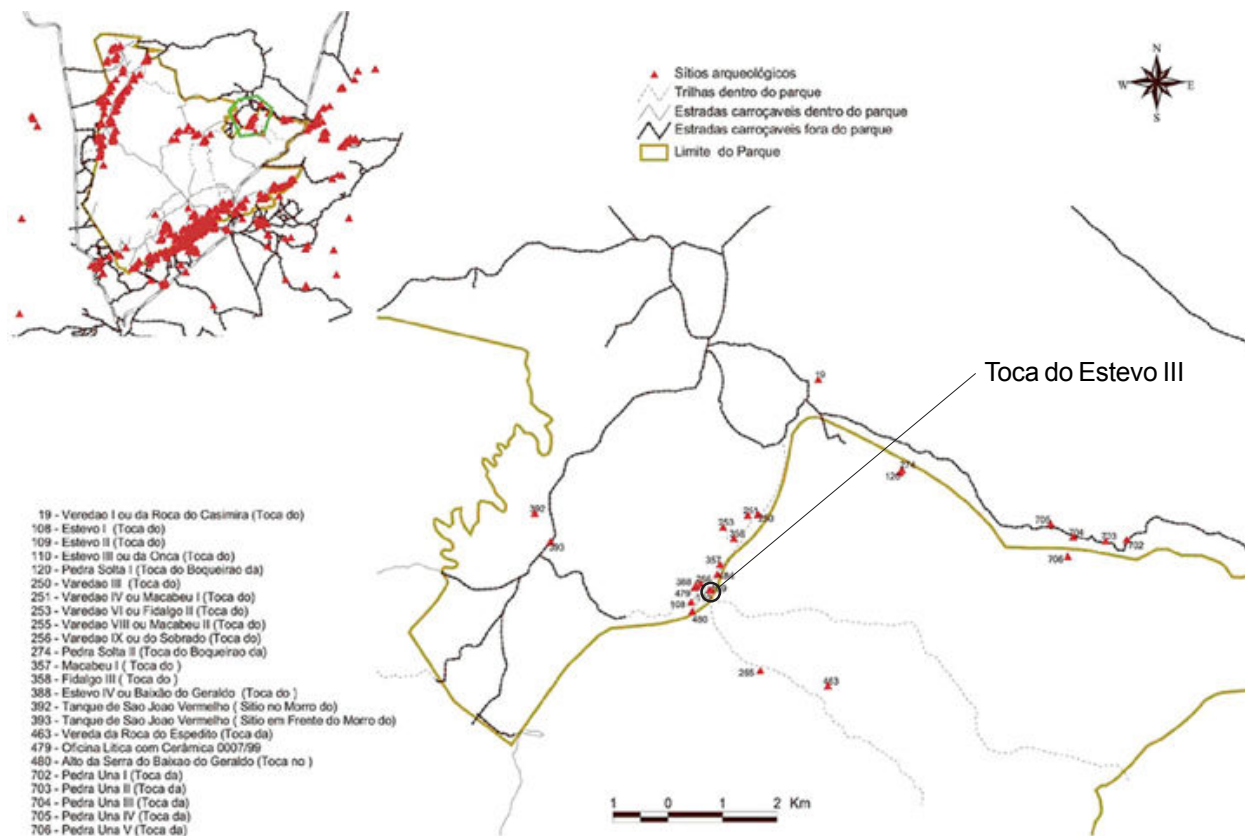 Sítios arqueológicos
Trilhas dentro do parque
Estradas carroçaveis dentro do parque
Estradas carroçaveis fora do parque
Limite do Parque
N
W E
S
Toca do Estevo III
19
274
120
392
393
251
250
253
358
357
256
388
479
108
480
255
463
705
704
703
702
706
19 - Veredao I ou da Roca do Casimira (Toca do)
108 - Estevo I (Toca do)
109 - Estevo II (Toca do)
110 - Estevo III ou da Onca (Toca do)
120 - Pedra Solta I (Toca do Boqueirao da)
250 - Varedao III (Toca do)
251 - Varedao IV ou Macabeu I (Toca do)
253 - Varedao VI ou Fidalgo II (Toca do)
255 - Varedao VIII ou Macabeu II (Toca do)
256 - Varedao IX ou do Sobrado (Toca do)
274 - Pedra Solta II (Toca do Boqueirao da)
357 - Macabeu I ( Toca do )
358 - Fidalgo III ( Toca do )
388 - Estevo IV ou Baixão do Geraldo (Toca do )
392 - Tanque de Sao Joao Vermelho ( Sitio no Morro do)
393 - Tanque de Sao Joao Vermelho ( Sitio em Frente do Morro do)
463 - Vereda da Roca do Espedito (Toca da)
479 - Oficina Lítica com Cerâmica 0007/99
480 - Alto da Serra do Baixao do Geraldo (Toca no )
702 - Pedra Una I (Toca da)
703 - Pedra Una II (Toca da)
704 - Pedra Una III (Toca da)
705 - Pedra Una IV (Toca da)
706 - Pedra Una V (Toca da)
1 0 1 2 Km